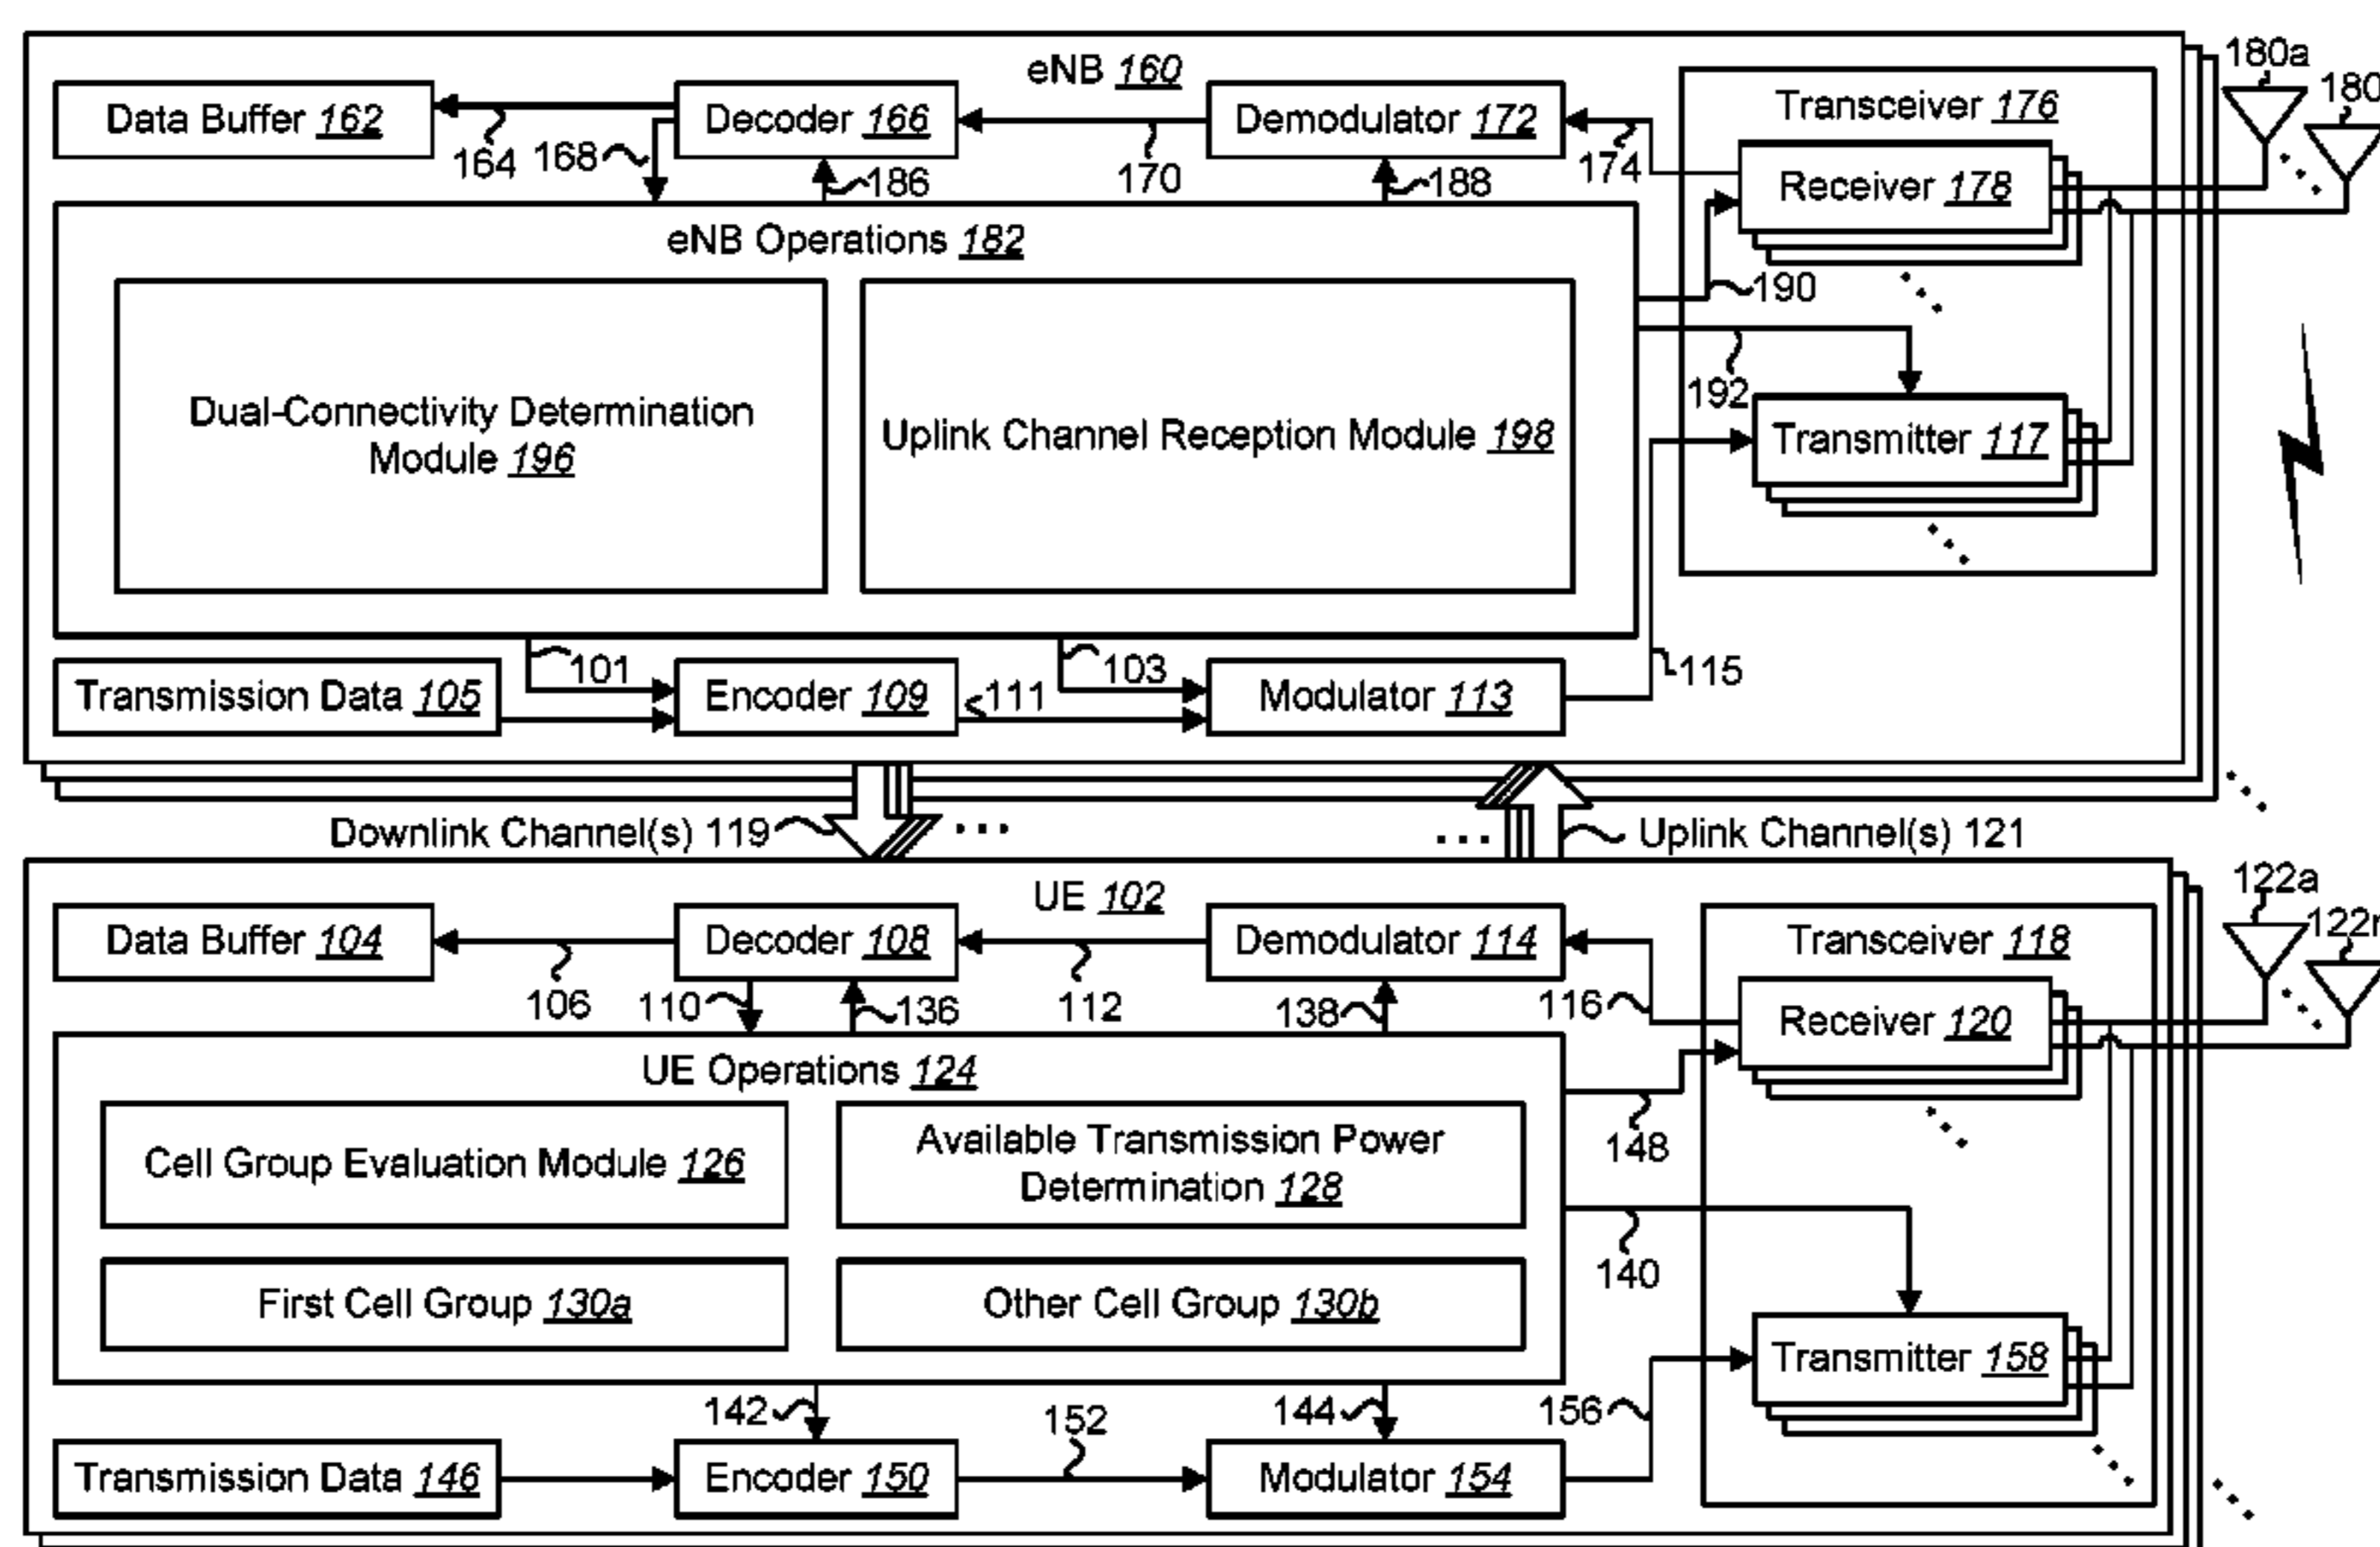 eNB 160
180a
180
Data Buffer 162
Decoder 166
Demodulator 172
Transceiver 176
164
168
186
170
188
174
Receiver 178
eNB Operations 182
190
192
Dual-Connectivity Determination
Module 196
Uplink Channel Reception Module 198
Transmitter 117
101
103
115
Transmission Data 105
Encoder 109
111
Modulator 113
Downlink Channel(s) 119
Uplink Channel(s) 121
UE 102
122a
122n
Data Buffer 104
Decoder 108
Demodulator 114
Transceiver 118
106
110
136
112
138
116
Receiver 120
UE Operations 124
148
Cell Group Evaluation Module 126
Available Transmission Power
Determination 128
140
First Cell Group 130a
Other Cell Group 130b
Transmitter 158
142
152
144
156
Transmission Data 146
Encoder 150
Modulator 154